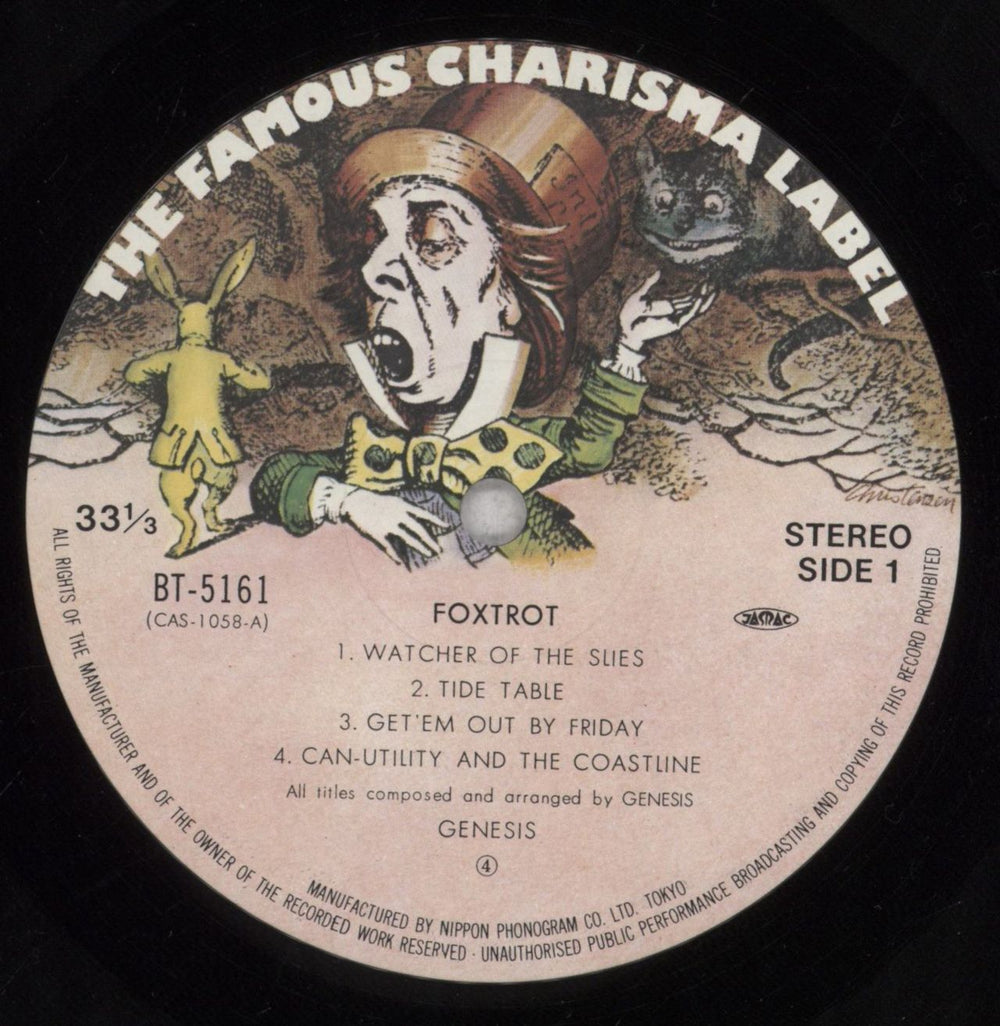 THE FAMOUS CHARISMA LABEL
Christensen
33⅓
STEREO
SIDE 1
BT-5161
(CAS-1058-A)
JASRAC
FOXTROT
1. WATCHER OF THE SLIES
2. TIDE TABLE
3. GET'EM OUT BY FRIDAY
4. CAN-UTILITY AND THE COASTLINE
All titles composed and arranged by GENESIS
GENESIS
④
MANUFACTURED BY NIPPON PHONOGRAM CO. LTD. TOKYO
ALL RIGHTS OF THE MANUFACTURER AND OF THE OWNER OF THE RECORDED WORK RESERVED · UNAUTHORISED PUBLIC PERFORMANCE BROADCASTING AND COPYING OF THIS RECORD PROHIBITED